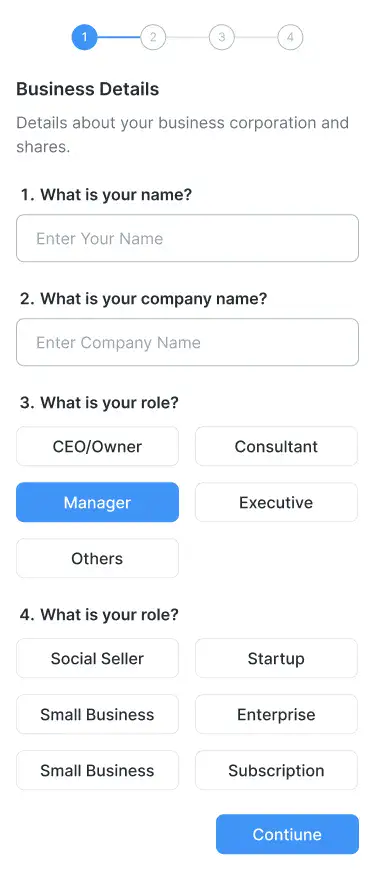 1 2 3 4
Business Details
Details about your business corporation and
shares.
1. What is your name?
Enter Your Name
2. What is your company name?
Enter Company Name
3. What is your role?
CEO/Owner Consultant
Manager Executive
Others
4. What is your role?
Social Seller Startup
Small Business Enterprise
Small Business Subscription
Contiune